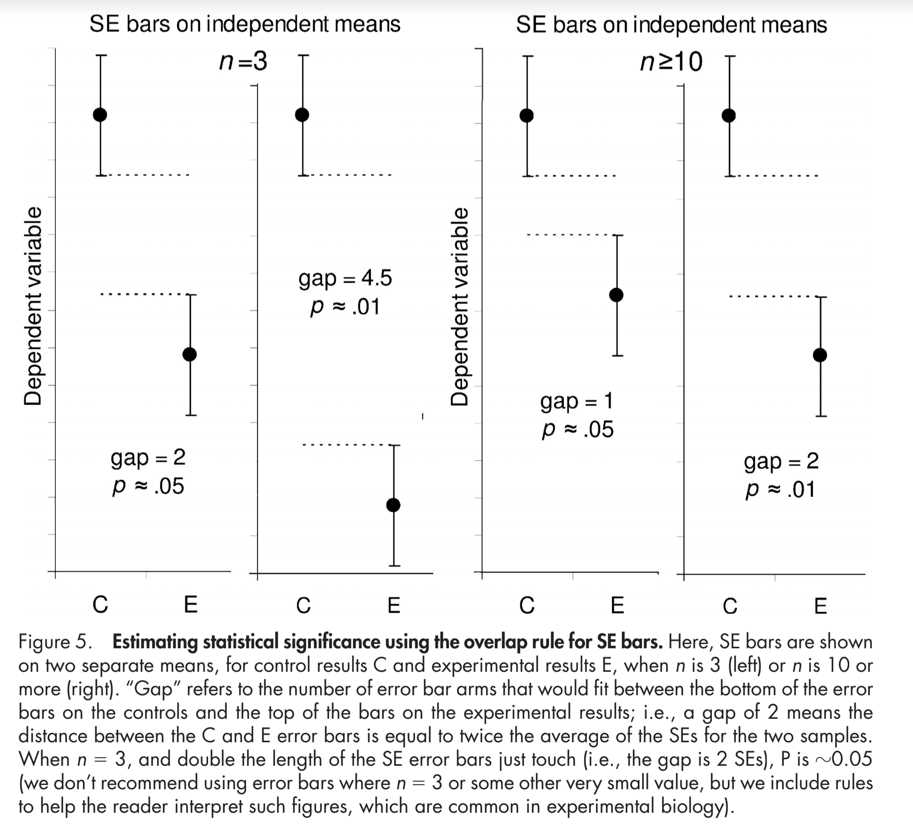 SE bars on independent means
n=3
Dependent variable
gap = 2
p ≈ .05
gap = 4.5
p ≈ .01
C
E
C
E
SE bars on independent means
n≥10
Dependent variable
gap = 1
p ≈ .05
gap = 2
p ≈ .01
C
E
C
E
Figure 5. Estimating statistical significance using the overlap rule for SE bars. Here, SE bars are shown
on two separate means, for control results C and experimental results E, when n is 3 (left) or n is 10 or
more (right). “Gap” refers to the number of error bar arms that would fit between the bottom of the error
bars on the controls and the top of the bars on the experimental results; i.e., a gap of 2 means the
distance between the C and E error bars is equal to twice the average of the SEs for the two samples.
When n = 3, and double the length of the SE error bars just touch (i.e., the gap is 2 SEs), P is ~0.05
(we don’t recommend using error bars where n = 3 or some other very small value, but we include rules
to help the reader interpret such figures, which are common in experimental biology).